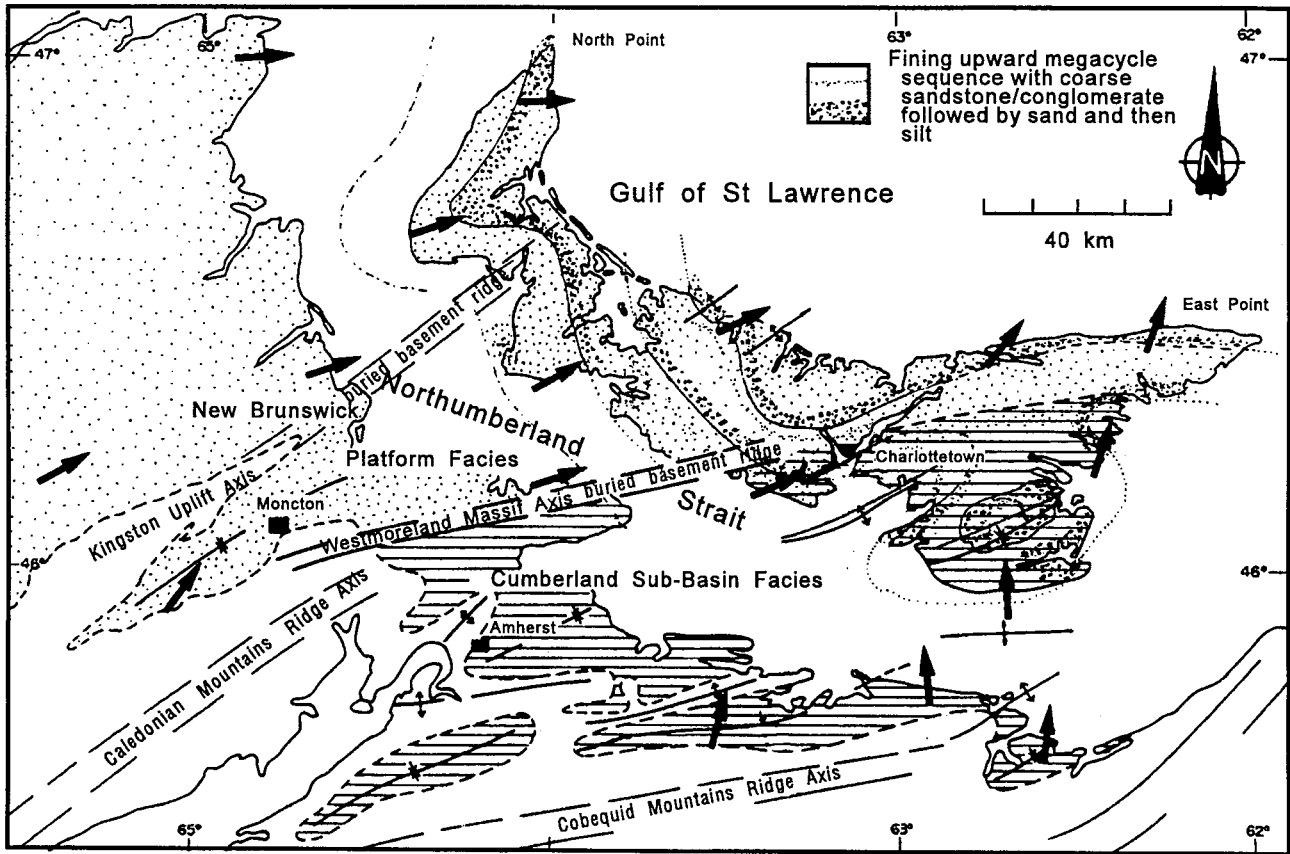 65°
63°
62°
47°
47°
North Point
Fining upward megacycle
sequence with coarse
sandstone/conglomerate
followed by sand and then
silt
N
Gulf of St Lawrence
40 km
East Point
buried basement ridge
New Brunswick
Northumberland
Platform Facies
Charlottetown
Kingston Uplift Axis
Moncton
Westmoreland Massif Axis buried basement ridge
Strait
46°
46°
Cumberland Sub-Basin Facies
Caledonian Mountains Ridge Axis
Amherst
Cobequid Mountains Ridge Axis
65°
63°
62°